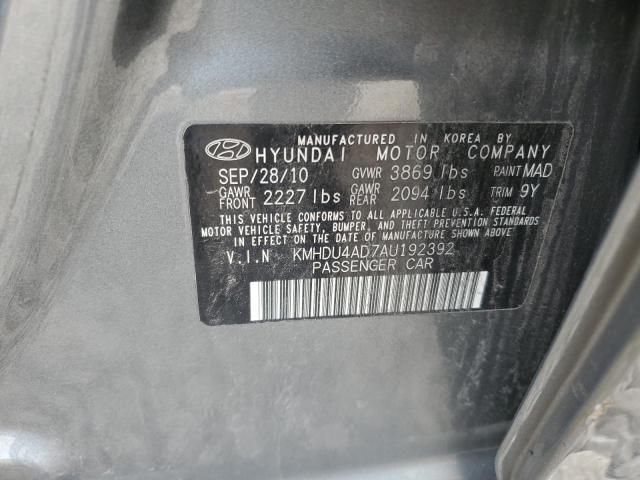 MANUFACTURED IN KOREA BY
HYUNDAI MOTOR COMPANY
SEP/28/10 GVWR 3869 lbs PAINT MAD
GAWR FRONT 2227 lbs GAWR REAR 2094 lbs TRIM 9Y
THIS VEHICLE CONFORMS TO ALL APPLICABLE U.S.A. FEDERAL
MOTOR VEHICLE SAFETY, BUMPER, AND THEFT PREVENTION STANDARDS
IN EFFECT ON THE DATE OF MANUFACTURE SHOWN ABOVE
V.I.N KMHDU4AD7AU192392
PASSENGER CAR